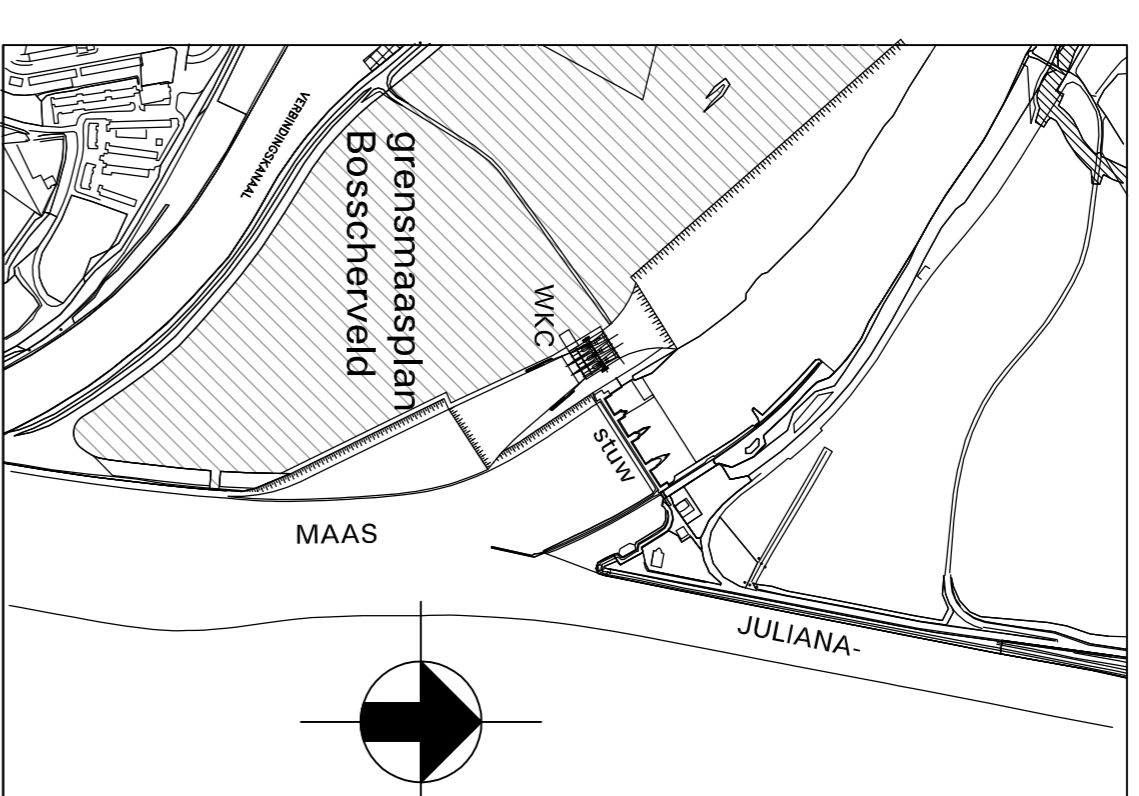 VERBINDINGSKANAAL
grensmaasplan
Bosscherveld
WKC
stuw
MAAS
JULIANA-